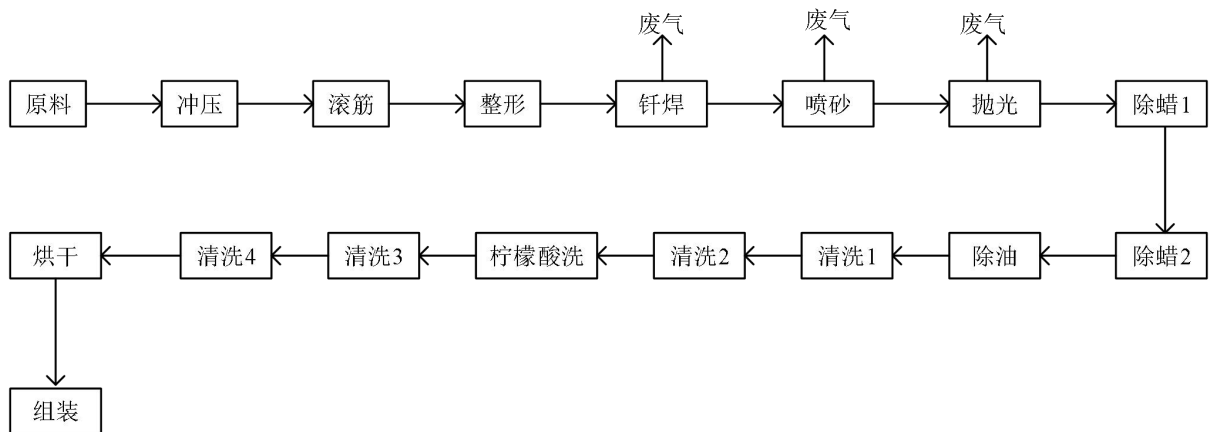 废气 废气 废气
原料 冲压 滚筋 整形 钎焊 喷砂 抛光 除蜡1
烘干 清洗4 清洗3 柠檬酸洗 清洗2 清洗1 除油 除蜡2
组装